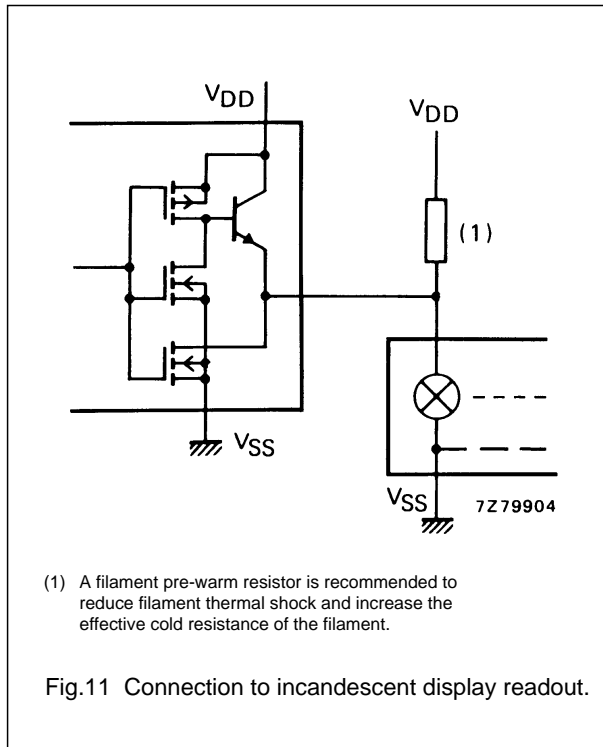 VDD
VDD
(1)
VSS
VSS
7Z79904
(1) A filament pre-warm resistor is recommended to
reduce filament thermal shock and increase the
effective cold resistance of the filament.
Fig.11 Connection to incandescent display readout.